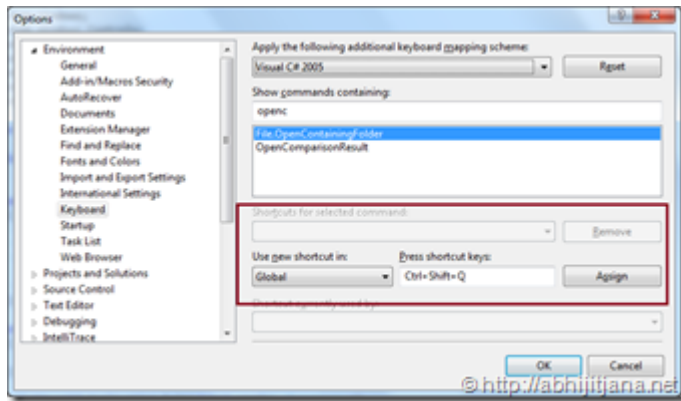 Options
Environment
General
Add-in/Macros Security
AutoRecover
Documents
Extension Manager
Find and Replace
Fonts and Colors
Import and Export Settings
International Settings
Keyboard
Startup
Task List
Web Browser
Projects and Solutions
Source Control
Text Editor
Debugging
IntelliTrace
Apply the following additional keyboard mapping scheme:
Visual C# 2005
Reset
Show commands containing:
openc
File.OpenContainingFolder
OpenComparisonResult
Shortcuts for selected command:
Remove
Use new shortcut in:
Press shortcut keys:
Global
Ctrl+Shift+Q
Assign
Shortcut currently used by:
OK
Cancel
© http://abhijitjana.net